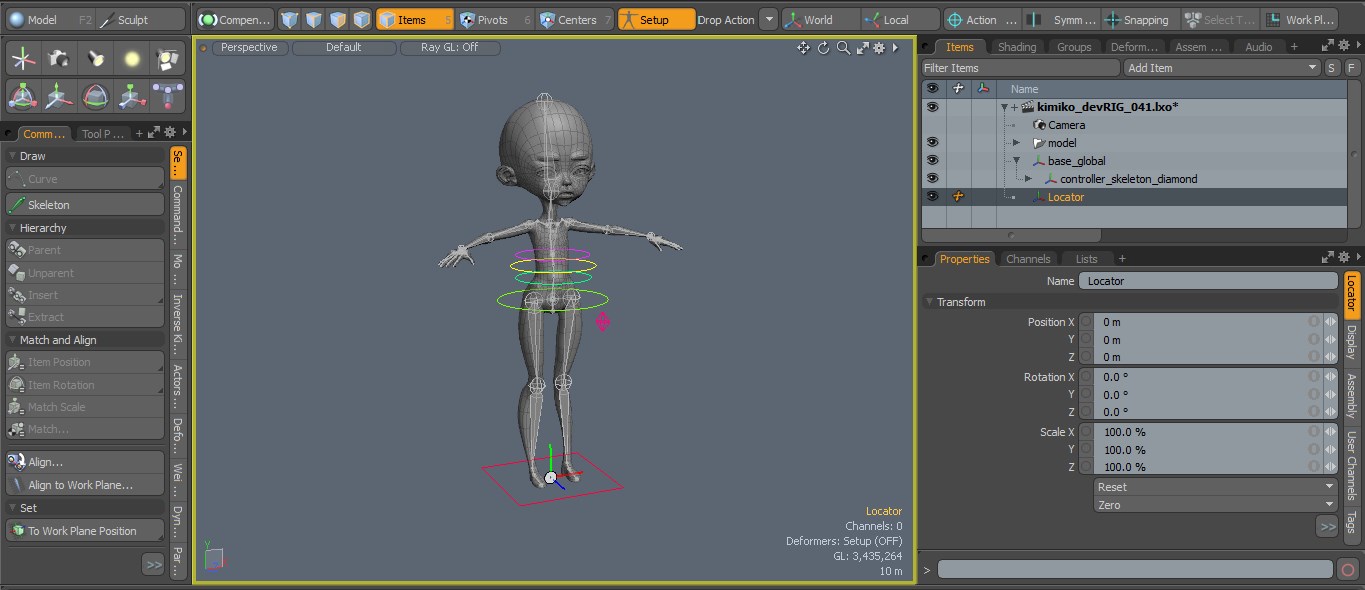 Model F2 Sculpt Compen... Items 5 Pivots 6 Centers 7 Setup Drop Action World Local Action ... Symm ... Snapping Select T... Work Pl...
Perspective Default Ray GL: Off
Comm... Tool P ... +
Draw
Curve
Skeleton
Hierarchy
Parent
Unparent
Insert
Extract
Match and Align
Item Position
Item Rotation
Match Scale
Match...
Align...
Align to Work Plane...
Set
To Work Plane Position
>>
Se ...
Command...
Mo ...
Inverse Ki...
Actors...
Defo...
Wei ...
Dyn...
Par ...
Y
Locator
Channels: 0
Deformers: Setup (OFF)
GL: 3,435,264
10 m
Items Shading Groups Deform... Assem ... Audio +
Filter Items Add Item S F
Name
kimiko_devRIG_041.lxo*
Camera
model
base_global
controller_skeleton_diamond
Locator
Properties Channels Lists +
Name Locator
Transform
Position X 0 m
Y 0 m
Z 0 m
Rotation X 0.0 °
Y 0.0 °
Z 0.0 °
Scale X 100.0 %
Y 100.0 %
Z 100.0 %
Reset
Zero
>>
Locator
Display
Assembly
User Channels
Tags
>